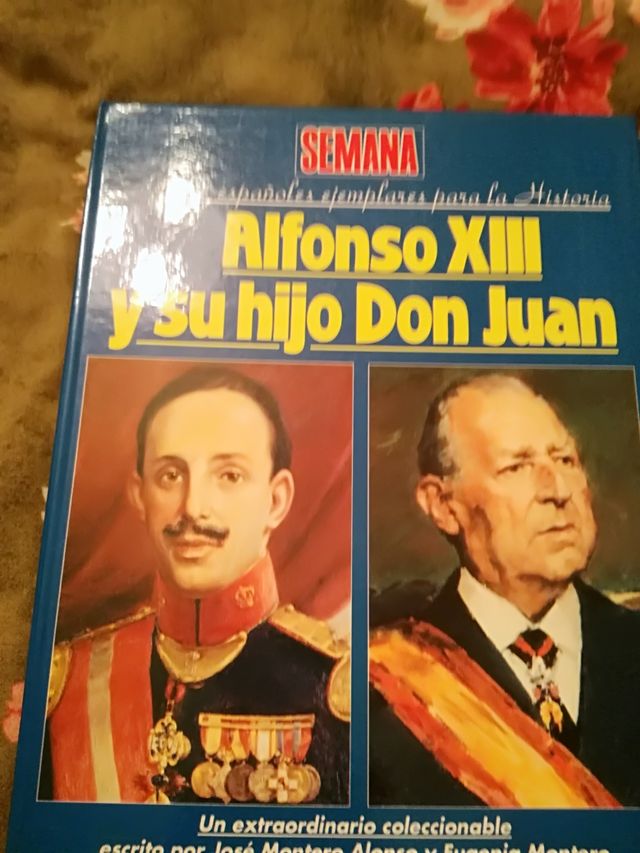 SEMANA
españoles ejemplares para la Historia
Alfonso XIII
y su hijo Don Juan
Un extraordinario coleccionable
escrito por José Montero Alonso y Eugenia Montero